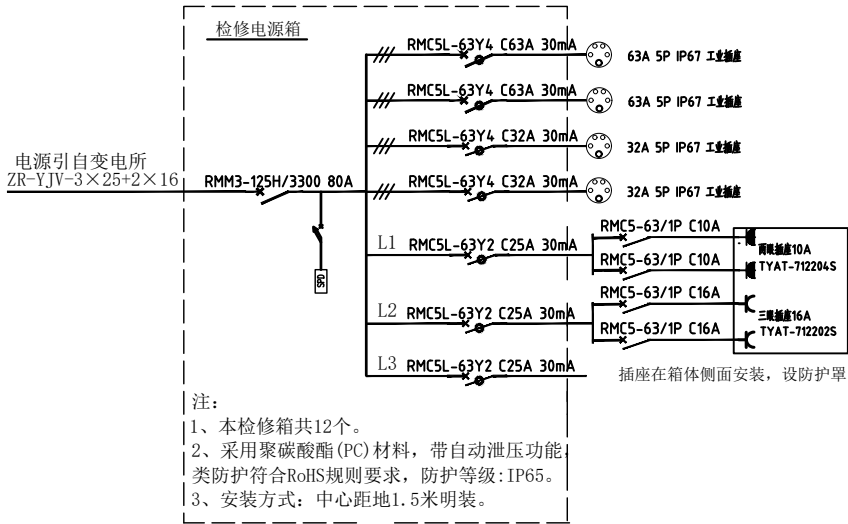 检修电源箱
RMC5L-63Y4 C63A 30mA
63A 5P IP67 工业插座
RMC5L-63Y4 C63A 30mA
63A 5P IP67 工业插座
RMC5L-63Y4 C32A 30mA
32A 5P IP67 工业插座
电源引自变电所
ZR-YJV-3×25+2×16
RMM3-125H/3300 80A
RMC5L-63Y4 C32A 30mA
32A 5P IP67 工业插座
SPD
L1 RMC5L-63Y2 C25A 30mA
RMC5-63/1P C10A
RMC5-63/1P C10A
两眼插座10A
TYAT-712204S
L2 RMC5L-63Y2 C25A 30mA
RMC5-63/1P C16A
RMC5-63/1P C16A
三眼插座16A
TYAT-712202S
L3 RMC5L-63Y2 C25A 30mA
插座在箱体侧面安装，设防护罩
注：
1、本检修箱共12个。
2、采用聚碳酸酯(PC)材料，带自动泄压功能，
类防护符合RoHS规则要求，防护等级:IP65。
3、安装方式：中心距地1.5米明装。